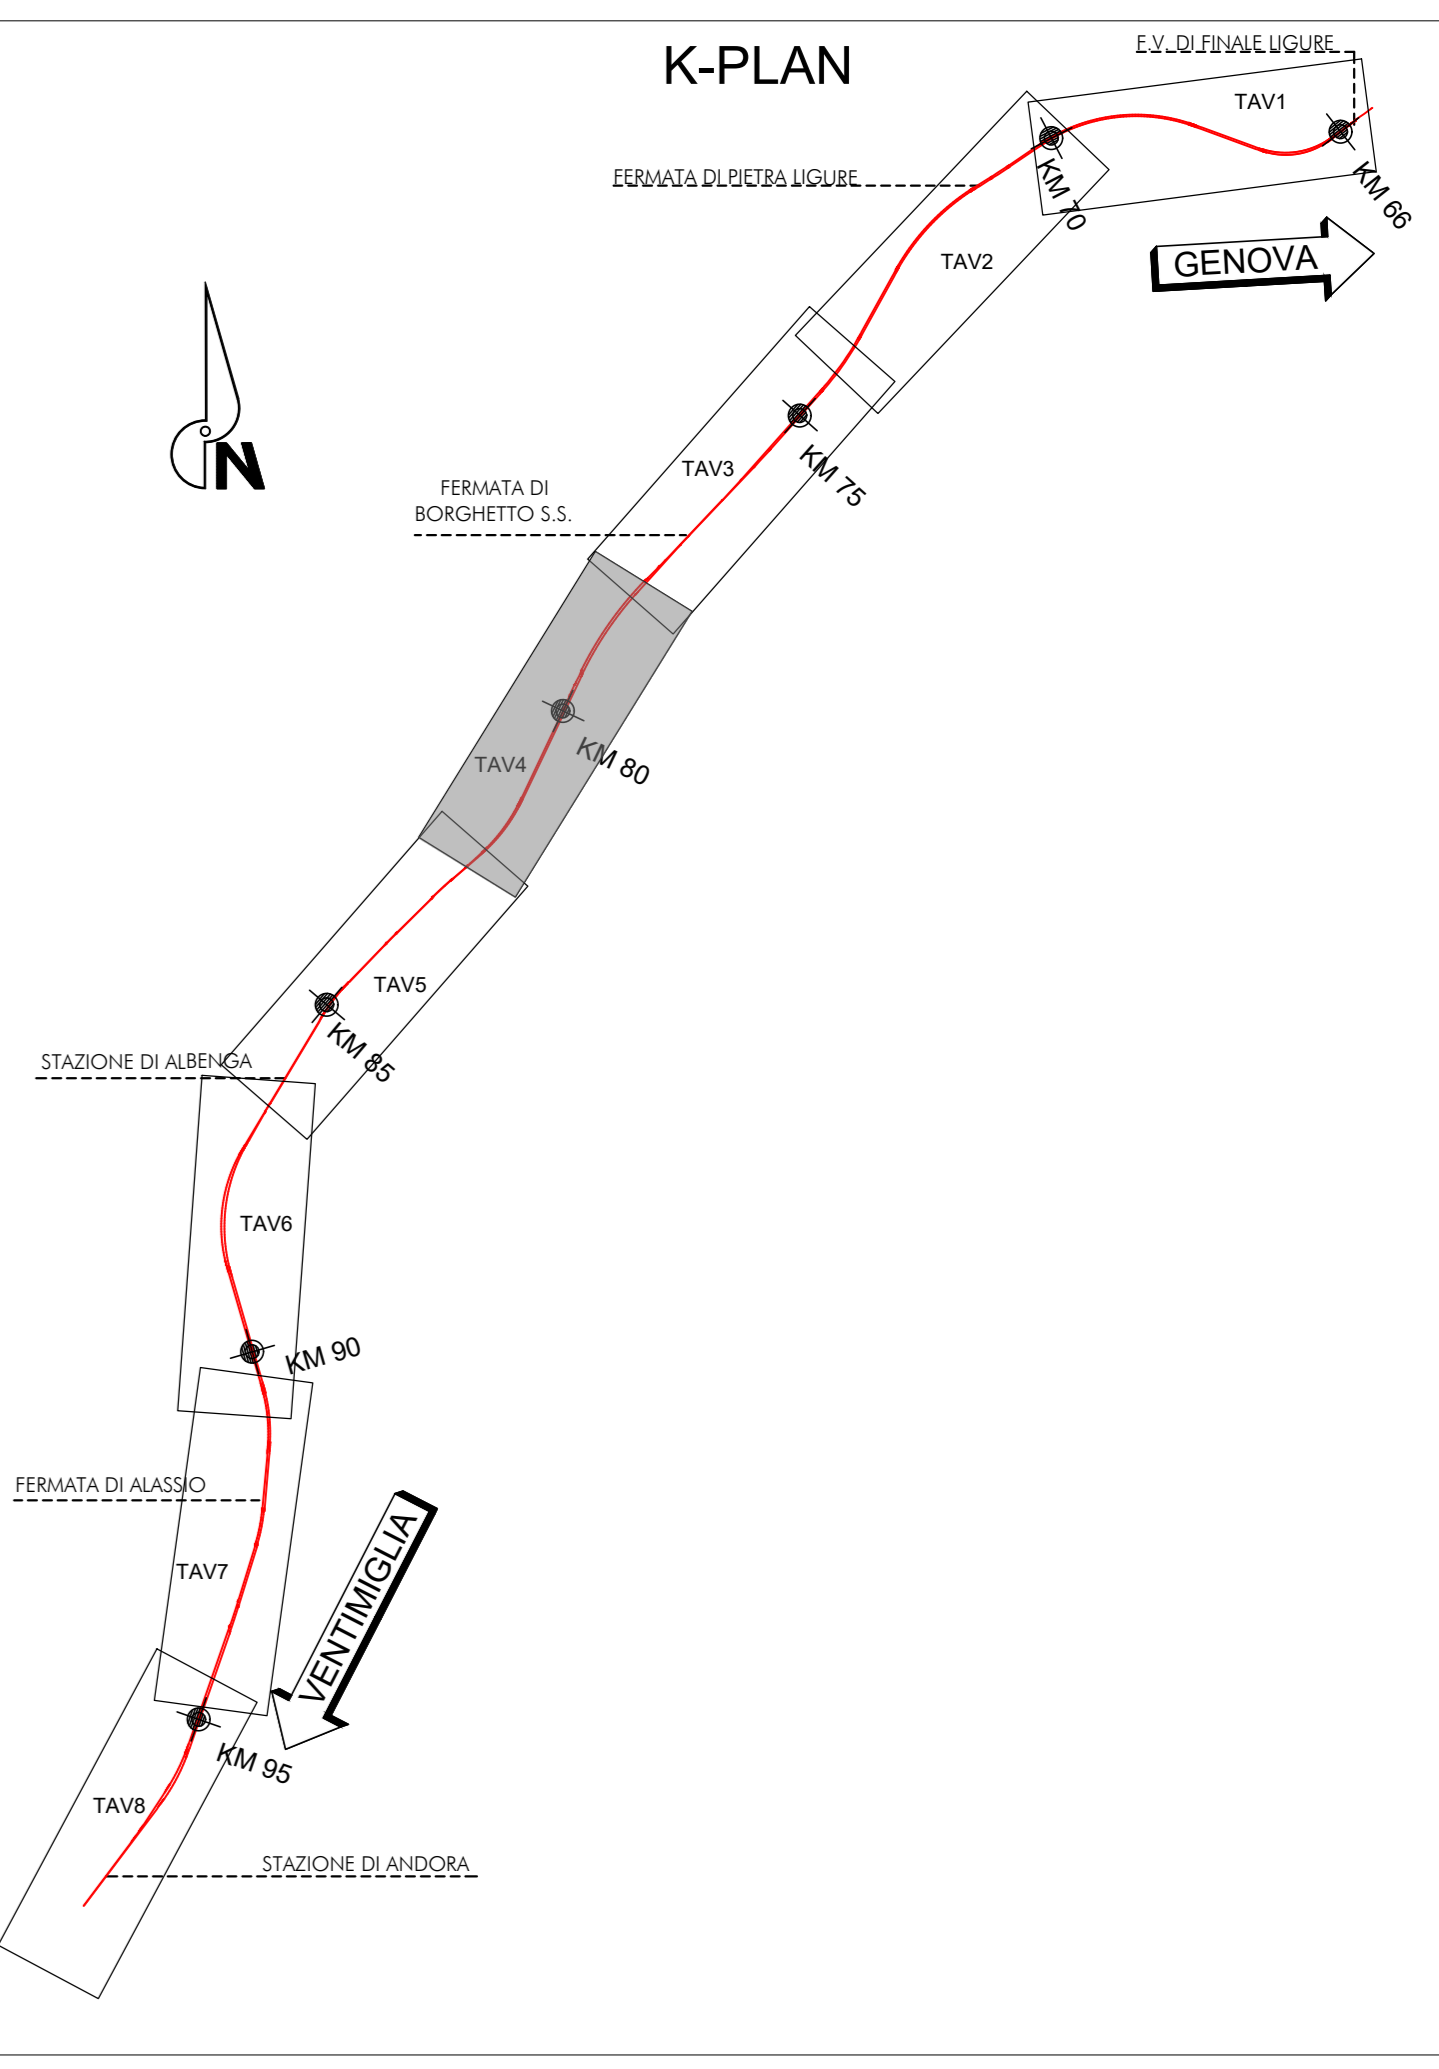 K-PLAN
F.V. DI FINALE LIGURE
TAV1
KM 66
KM 70
FERMATA DI PIETRA LIGURE
GENOVA
TAV2
N
TAV3
KM 75
FERMATA DI
BORGHETTO S.S.
TAV4
KM 80
TAV5
KM 85
STAZIONE DI ALBENGA
TAV6
KM 90
FERMATA DI ALASSIO
VENTIMIGLIA
TAV7
KM 95
TAV8
STAZIONE DI ANDORA